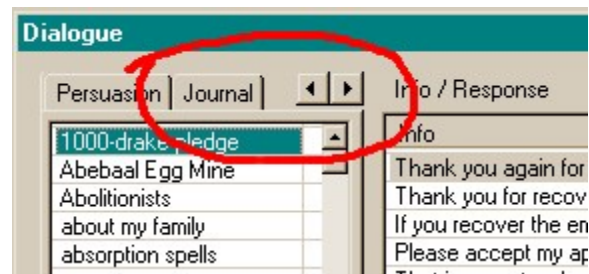 Dialogue
Persuasion Journal
Info / Response
1000-drake pledge
Abebaal Egg Mine
Abolitionists
about my family
absorption spells
Info
Thank you again for
Thank you for recov
If you recover the en
Please accept my ap